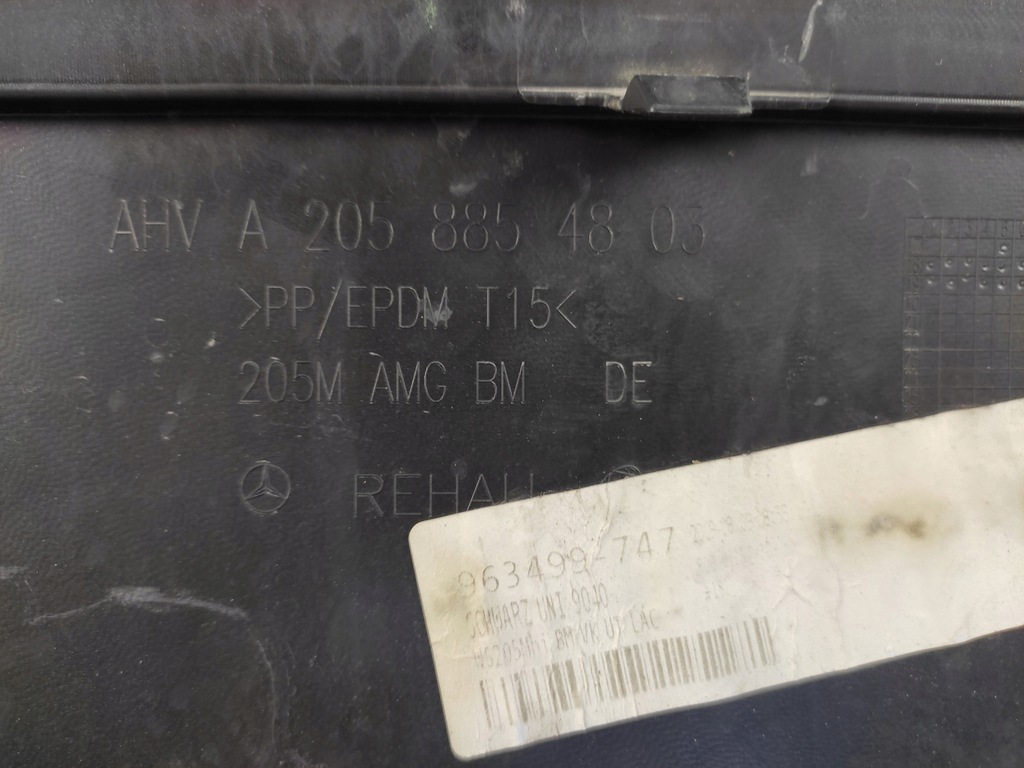 AHV A 205 885 48 03
>PP/EPDM T15<
205M AMG BM DE
REHAU
963499-747
SCHWARZ UNI 9040